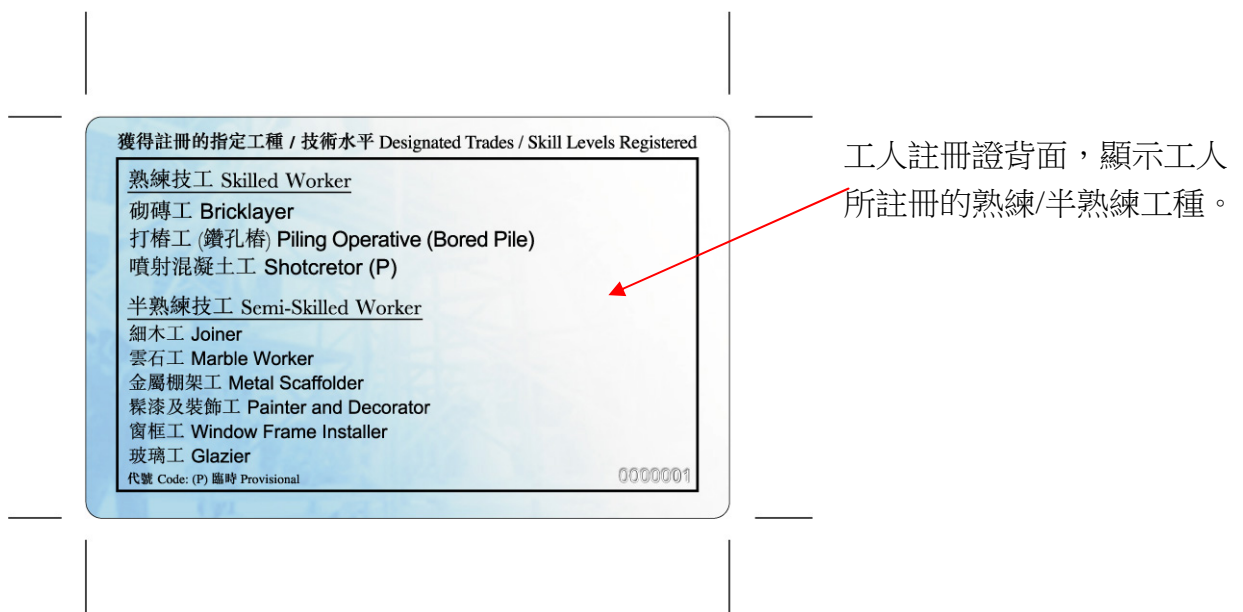 獲得註冊的指定工種 / 技術水平 Designated Trades / Skill Levels Registered
熟練技工 Skilled Worker
砌磚工 Bricklayer
打樁工 (鑽孔樁) Piling Operative (Bored Pile)
噴射混凝土工 Shotcretor (P)
半熟練技工 Semi-Skilled Worker
細木工 Joiner
雲石工 Marble Worker
金屬棚架工 Metal Scaffolder
髹漆及裝飾工 Painter and Decorator
窗框工 Window Frame Installer
玻璃工 Glazier
代號 Code: (P) 臨時 Provisional
0000001
工人註冊證背面，顯示工人
所註冊的熟練/半熟練工種。